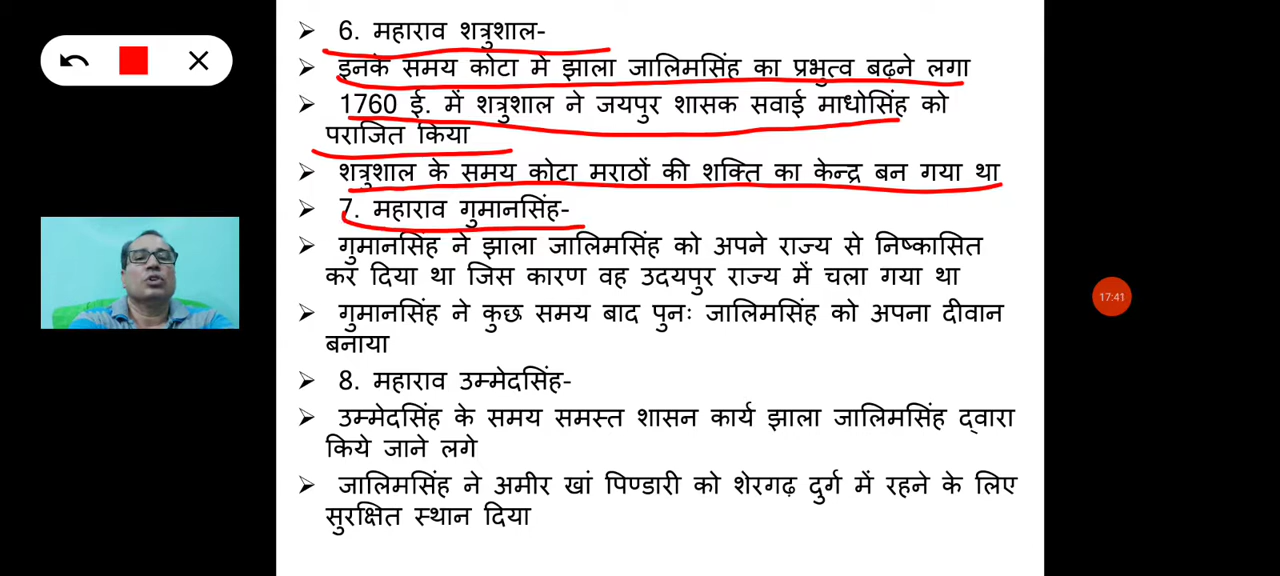 ➢ 6. महाराव शत्रुशाल-
➢ इनके समय कोटा मे झाला जालिमसिंह का प्रभुत्व बढ़ने लगा
➢ 1760 ई. में शत्रुशाल ने जयपुर शासक सवाई माधोसिंह को
पराजित किया
➢ शत्रुशाल के समय कोटा मराठों की शक्ति का केन्द्र बन गया था
➢ 7. महाराव गुमानसिंह-
➢ गुमानसिंह ने झाला जालिमसिंह को अपने राज्य से निष्कासित
कर दिया था जिस कारण वह उदयपुर राज्य में चला गया था
➢ गुमानसिंह ने कुछ समय बाद पुनः जालिमसिंह को अपना दीवान
बनाया
➢ 8. महाराव उम्मेदसिंह-
➢ उम्मेदसिंह के समय समस्त शासन कार्य झाला जालिमसिंह द्वारा
किये जाने लगे
➢ जालिमसिंह ने अमीर खां पिण्डारी को शेरगढ़ दुर्ग में रहने के लिए
सुरक्षित स्थान दिया
17:41